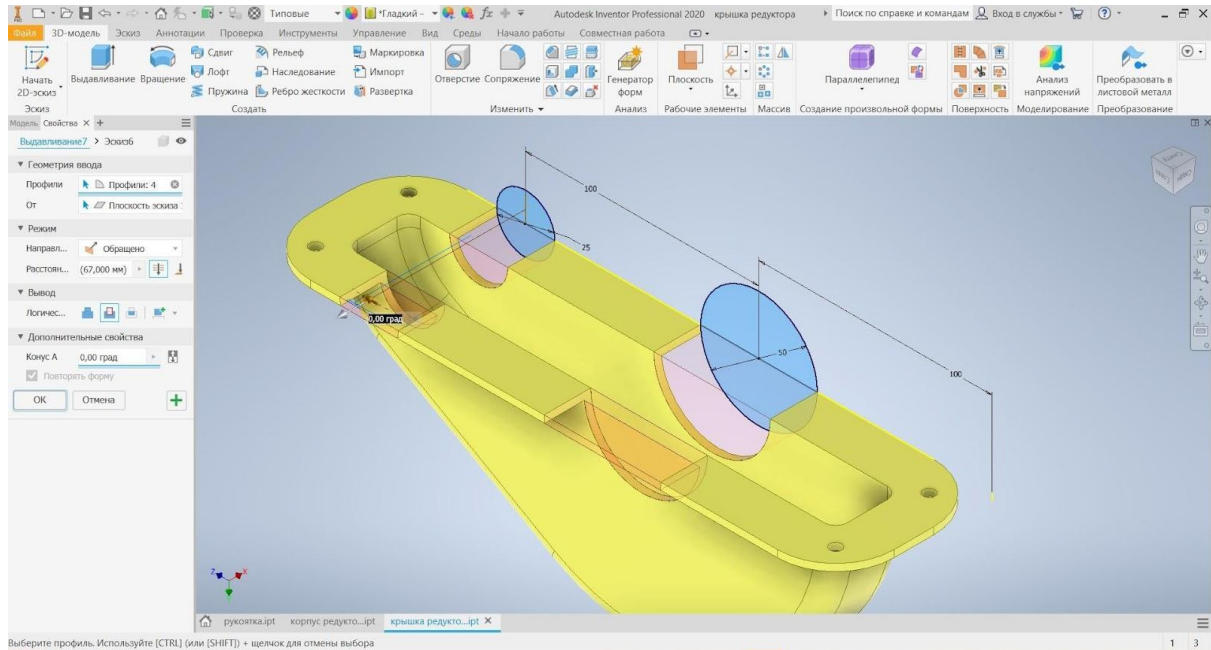 Типовые
*Гладкий –
Autodesk Inventor Professional 2020 крышка редуктора
Поиск по справке и командам
Вход в службы
Файл 3D-модель Эскиз Аннотации Проверка Инструменты Управление Вид Среды Начало работы Совместная работа
Начать 2D-эскиз
Выдавливание Вращение
Сдвиг Рельеф Маркировка
Лофт Наследование Импорт
Пружина Ребро жесткости Развертка
Отверстие Сопряжение
Генератор форм
Плоскость
Параллелепипед
Анализ напряжений
Преобразовать в листовой металл
Эскиз Создать Изменить Анализ Рабочие элементы Массив Создание произвольной формы Поверхность Моделирование Преобразование
Модель Свойства × +
Выдавливание7 > Эскиз6
Геометрия ввода
Профили Профили: 4
От Плоскость эскиза
Режим
Направл... Обращено
Расстоян... (67,000 мм)
Вывод
Логичес...
Дополнительные свойства
Конус A 0,00 град
Повторять форму
ОК Отмена
100
25
0,00 град
50
100
Z X Y
рукоятка.ipt корпус редукто...ipt крышка редукто...ipt ×
Выберите профиль. Используйте [CTRL] (или [SHIFT]) + щелчок для отмены выбора
1 3